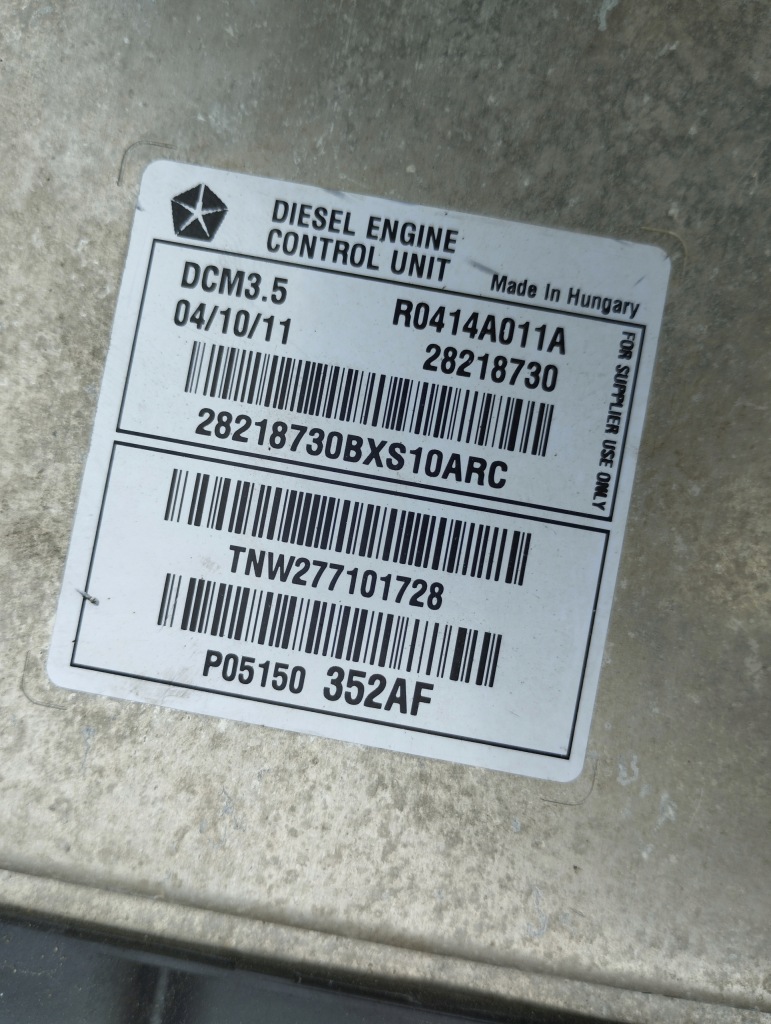 DIESEL ENGINE
CONTROL UNIT
Made In Hungary
DCM3.5
R0414A011A
04/10/11
28218730
28218730BXS10ARC
FOR SUPPLIER USE ONLY
TNW277101728
P05150 352AF